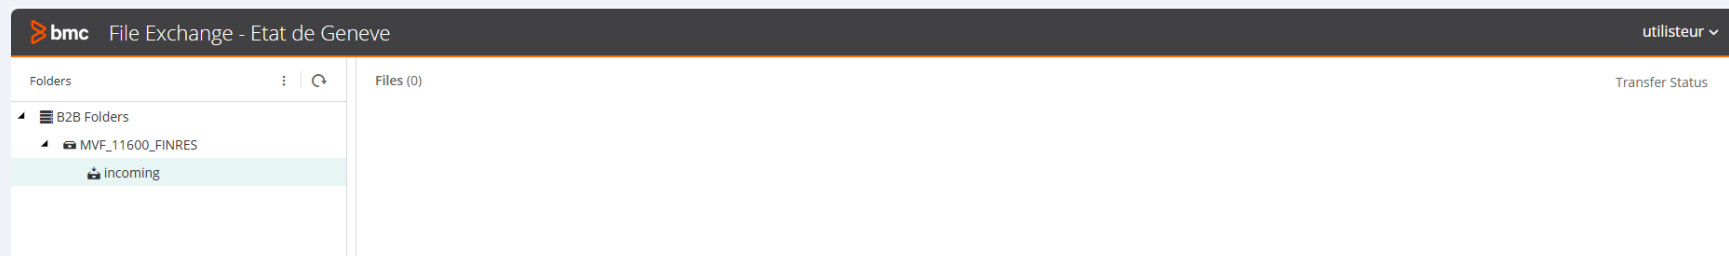 bmc File Exchange - Etat de Geneve
utilisteur
Folders
Files (0)
Transfer Status
B2B Folders
MVF_11600_FINRES
incoming